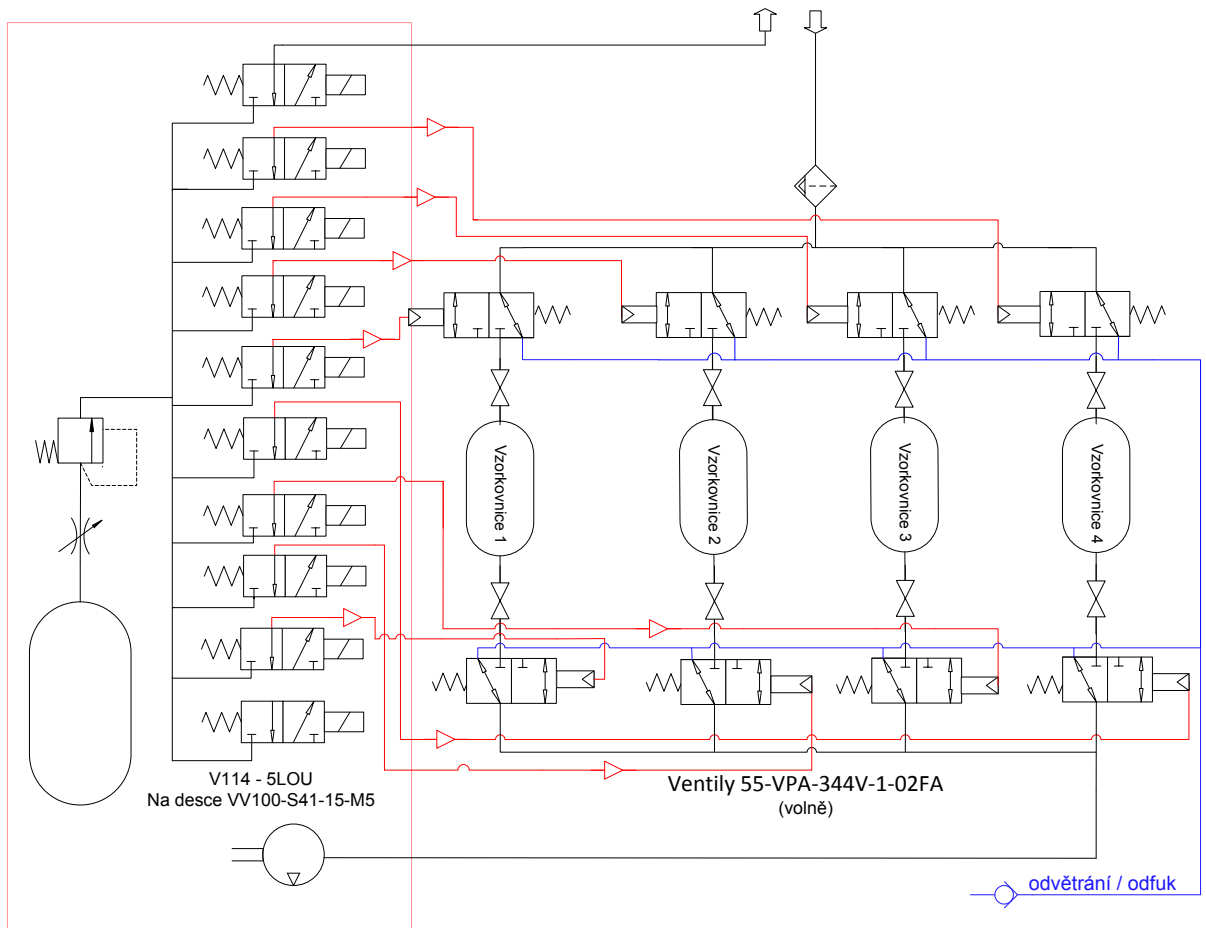 Vzorkovnice 1
Vzorkovnice 2
Vzorkovnice 3
Vzorkovnice 4
V114 - 5LOU
Na desce VV100-S41-15-M5
Ventily 55-VPA-344V-1-02FA
(volně)
odvětrání / odfuk